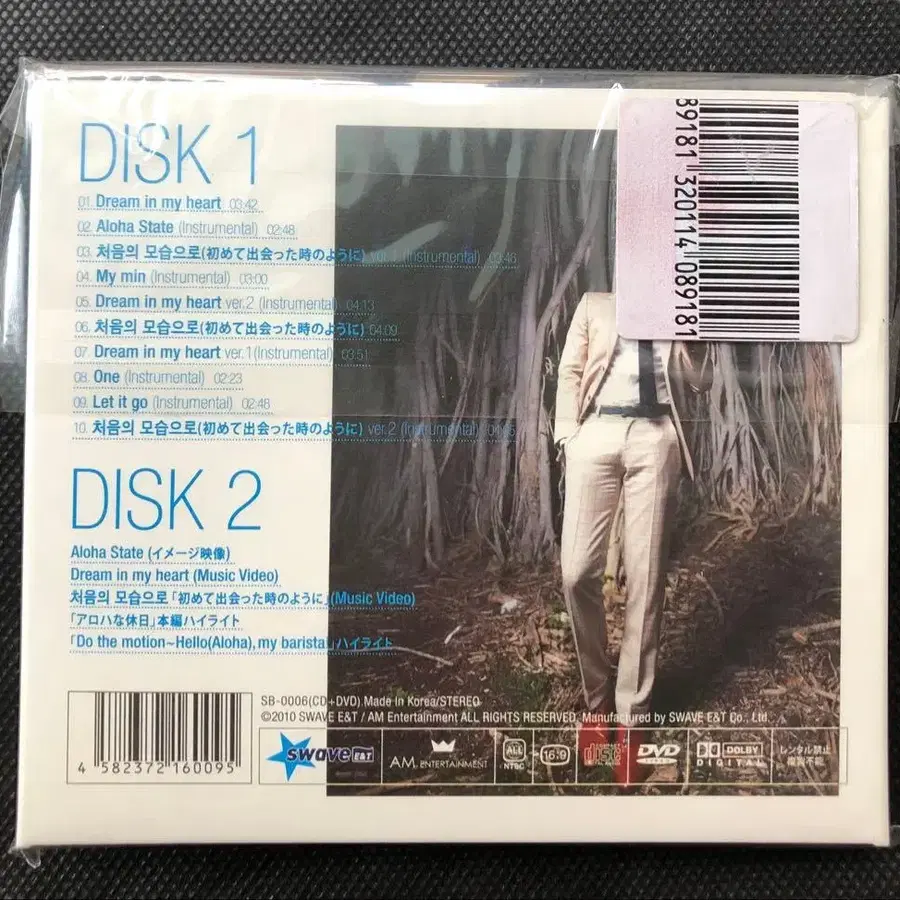 DISK 1
01. Dream in my heart 03:42
02. Aloha State (Instrumental) 02:48
03. 처음의 모습으로(初めて出会った時のように) ver.1 (Instrumental) 03:48
04. My min (Instrumental) 03:00
05. Dream in my heart ver.2 (Instrumental) 04:13
06. 처음의 모습으로(初めて出会った時のように) 04:09
07. Dream in my heart ver.1(Instrumental) 03:51
08. One (Instrumental) 02:23
09. Let it go (Instrumental) 02:48
10. 처음의 모습으로(初めて出会った時のように) ver.2 (Instrumental)
DISK 2
Aloha State (イメージ映像)
Dream in my heart (Music Video)
처음의 모습으로「初めて出会った時のように」(Music Video)
「アロハな休日」本編ハイライト
「Do the motion~Hello(Aloha), my barista!」ハイライト
89181 320114 089181
SB-0006(CD+DVD) Made in Korea/STEREO
©2010 SWAVE E&T / AM Entertainment ALL RIGHTS RESERVED. Manufactured by SWAVE E&T Co., Ltd.
4 582372 160095
swave E&T
A.M. ENTERTAINMENT
ALL
NTSC
16:9
disc
DVD
DOLBY
DIGITAL
レンタル禁止
複製不能